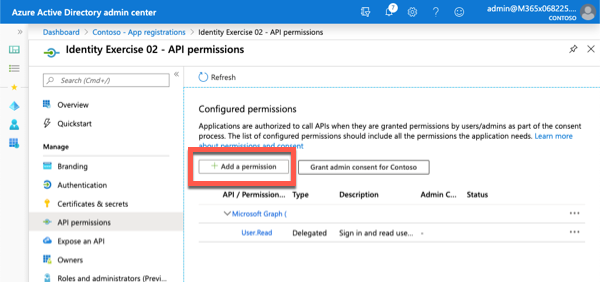 Azure Active Directory admin center
7
admin@M365x068225....
CONTOSO
Dashboard > Contoso - App registrations > Identity Exercise 02 - API permissions
Identity Exercise 02 - API permissions
Search (Cmd+/)
Overview
Quickstart
Manage
Branding
Authentication
Certificates & secrets
API permissions
Expose an API
Owners
Roles and administrators (Previ...
Refresh
Configured permissions
Applications are authorized to call APIs when they are granted permissions by users/admins as part of the consent
process. The list of configured permissions should include all the permissions the application needs. Learn more
about permissions and consent
+ Add a permission
Grant admin consent for Contoso
API / Permission... Type Description Admin C... Status
Microsoft Graph (
...
User.Read Delegated Sign in and read use... - ...